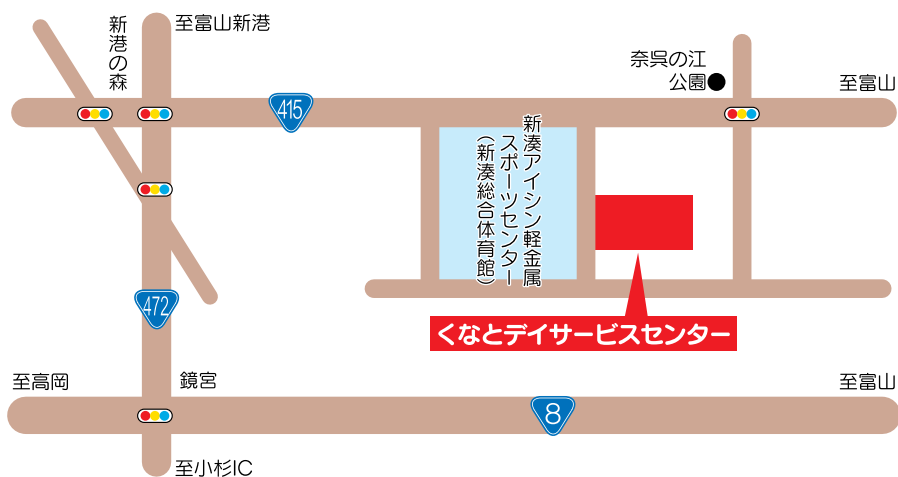 至富山新港
新港の森
415
奈呉の江
公園
至富山
新湊アイシン軽金属
スポーツセンター
（新湊総合体育館）
472
くなとデイサービスセンター
至高岡
鏡宮
8
至富山
至小杉IC